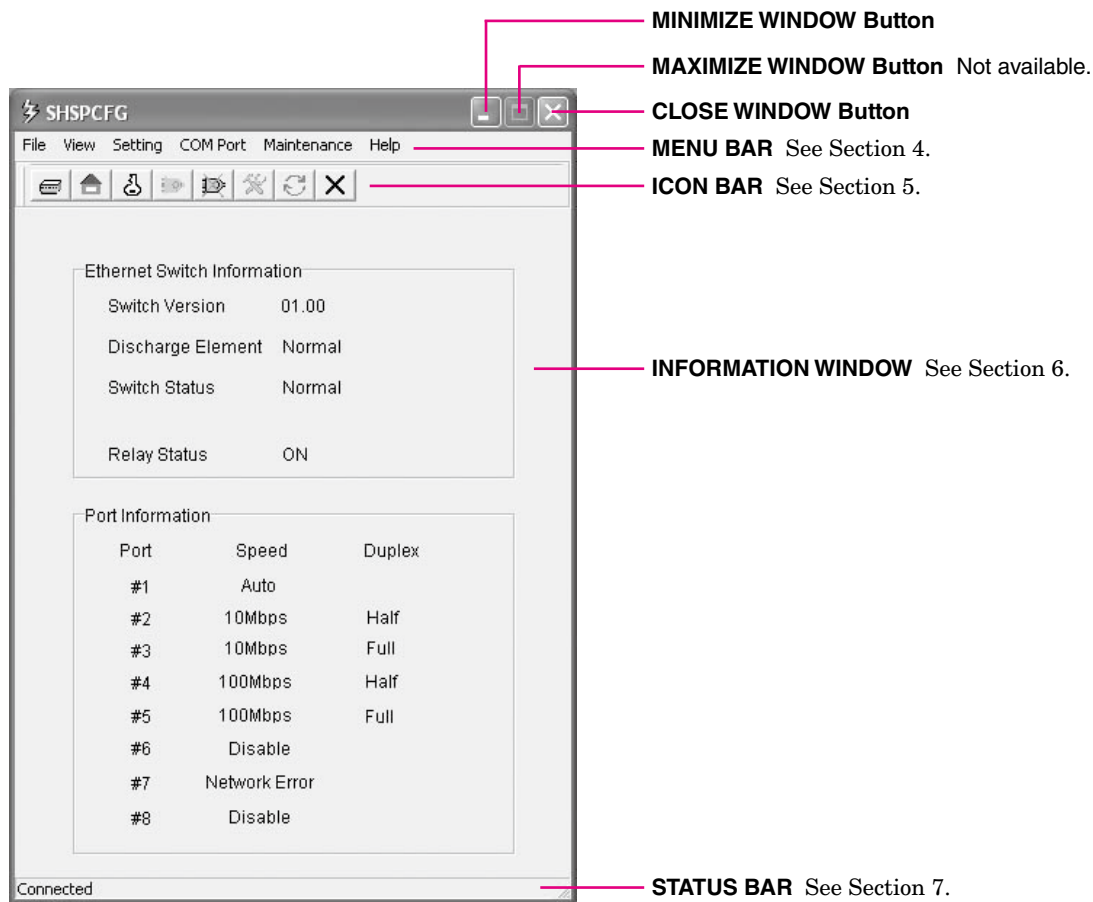 MINIMIZE WINDOW Button
MAXIMIZE WINDOW Button Not available.
SHSPCFG
CLOSE WINDOW Button
File View Setting COM Port Maintenance Help
MENU BAR See Section 4.
ICON BAR See Section 5.
Ethernet Switch Information
Switch Version 01.00
Discharge Element Normal
INFORMATION WINDOW See Section 6.
Switch Status Normal
Relay Status ON
Port Information
Port Speed Duplex
#1 Auto
#2 10Mbps Half
#3 10Mbps Full
#4 100Mbps Half
#5 100Mbps Full
#6 Disable
#7 Network Error
#8 Disable
Connected
STATUS BAR See Section 7.